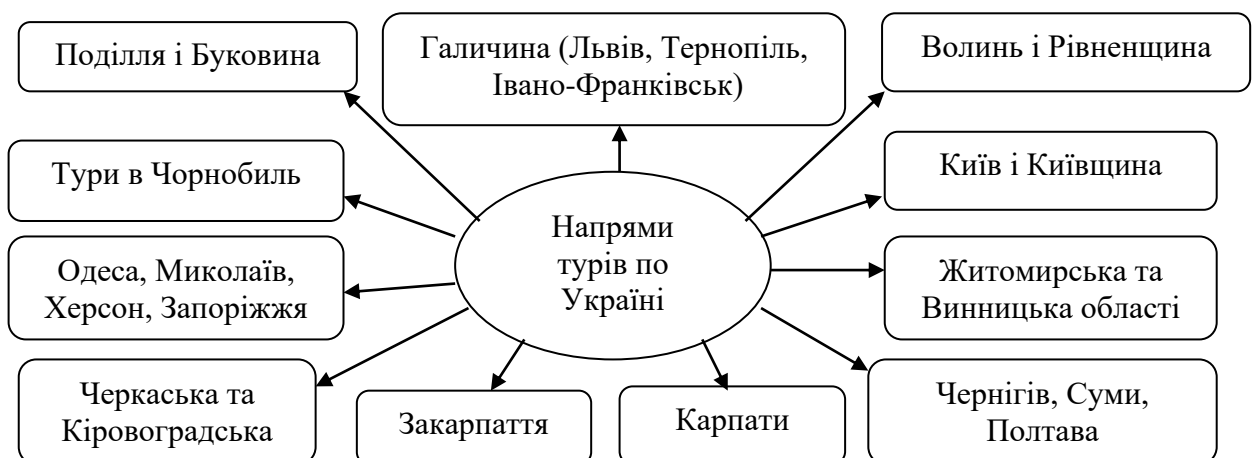 Поділля і Буковина
Галичина (Львів, Тернопіль,
Івано-Франківськ)
Волинь і Рівненщина
Тури в Чорнобиль
Київ і Київщина
Напрями
турів по
Україні
Одеса, Миколаїв,
Херсон, Запоріжжя
Житомирська та
Винницька області
Черкаська та
Кіровоградська
Закарпаття
Карпати
Чернігів, Суми,
Полтава